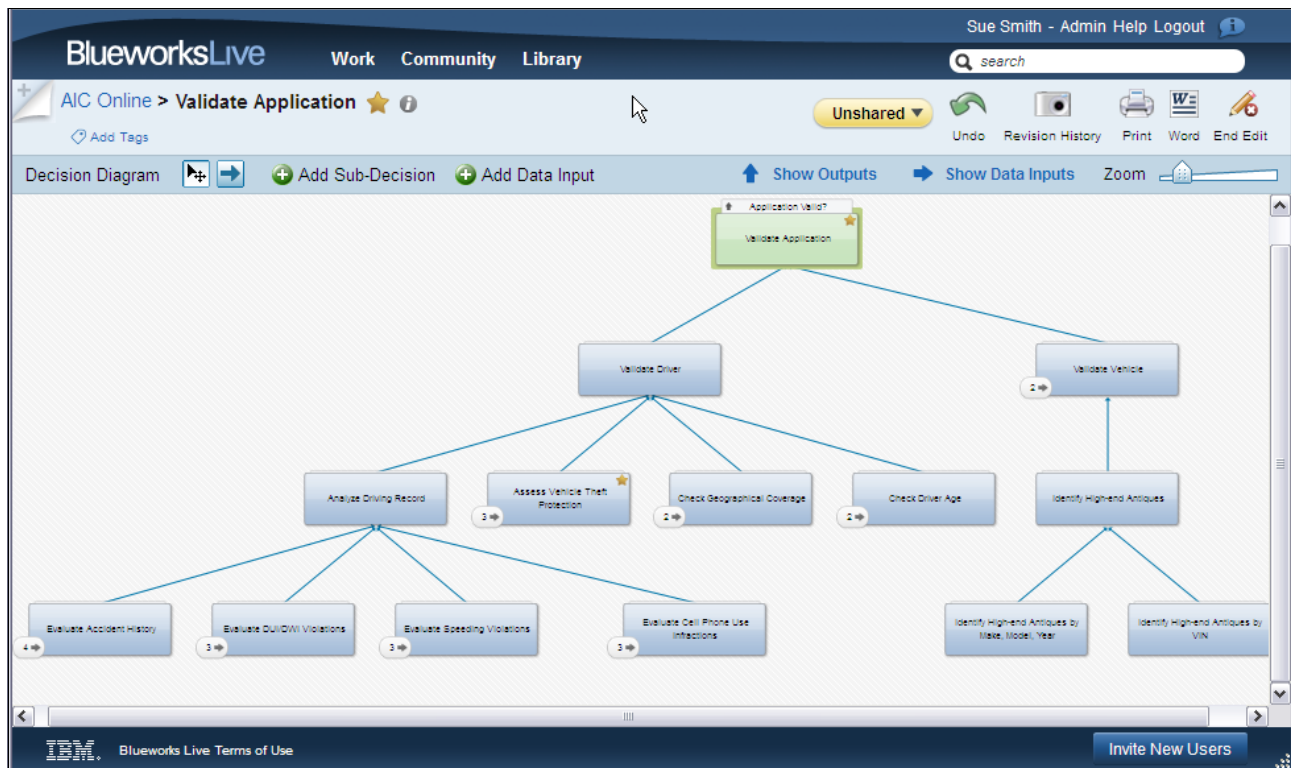 Sue Smith - Admin Help Logout
BlueworksLive
Work Community Library
search
AIC Online > Validate Application
Add Tags
Unshared
Undo Revision History Print Word End Edit
Decision Diagram
Add Sub-Decision
Add Data Input
Show Outputs
Show Data Inputs
Zoom
Application Valid?
Validate Application
Validate Driver
Validate Vehicle
2
Analyze Driving Record
Assess Vehicle Theft
Protection
3
Check Geographical Coverage
2
Check Driver Age
2
Identify High-end Antiques
Evaluate Accident History
4
Evaluate DUI/DWI Violations
3
Evaluate Speeding Violations
3
Evaluate Cell Phone Use
Infractions
3
Identify High-end Antiques by
Make, Model, Year
Identify High-end Antiques by
VIN
IBM.
Blueworks Live Terms of Use
Invite New Users